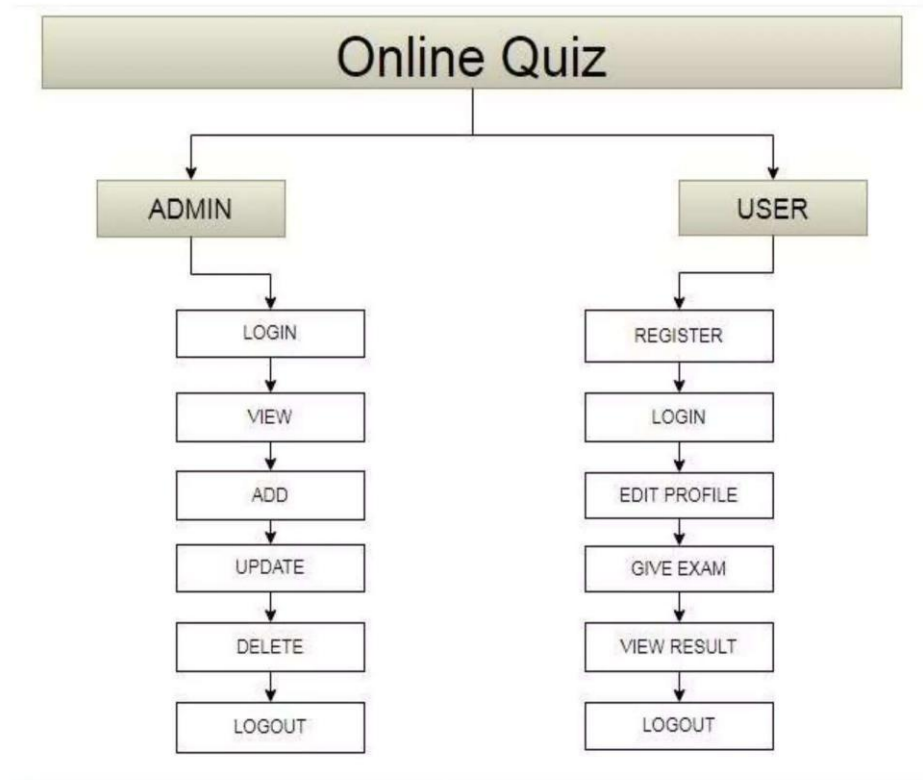 Online Quiz
ADMIN
USER
LOGIN
VIEW
ADD
UPDATE
DELETE
LOGOUT
REGISTER
LOGIN
EDIT PROFILE
GIVE EXAM
VIEW RESULT
LOGOUT